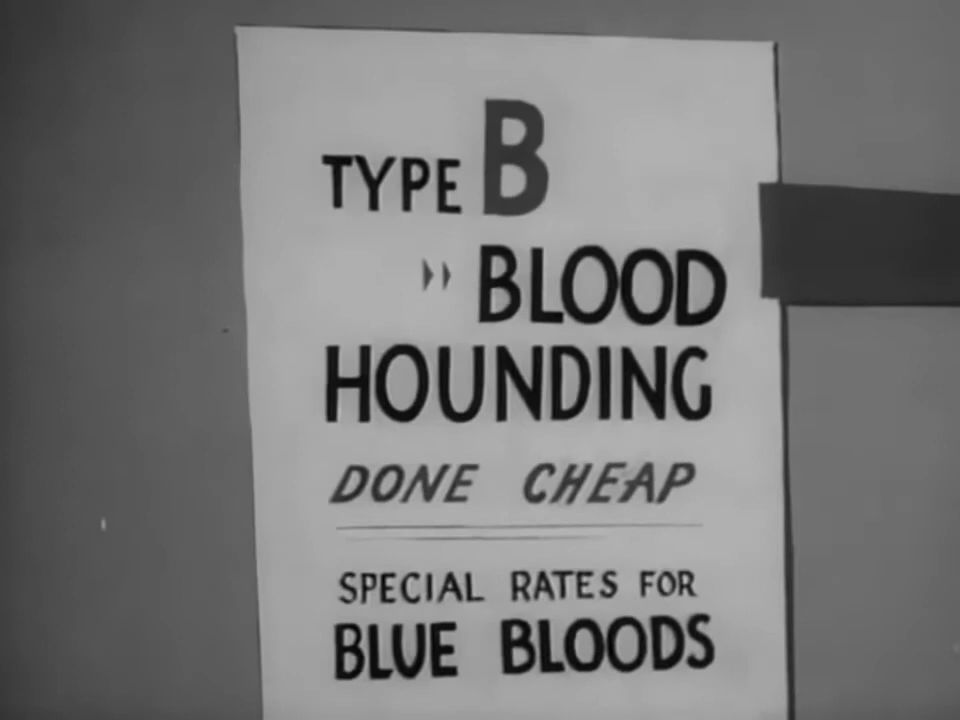 TYPE B
" BLOOD
HOUNDING
DONE CHEAP
SPECIAL RATES FOR
BLUE BLOODS